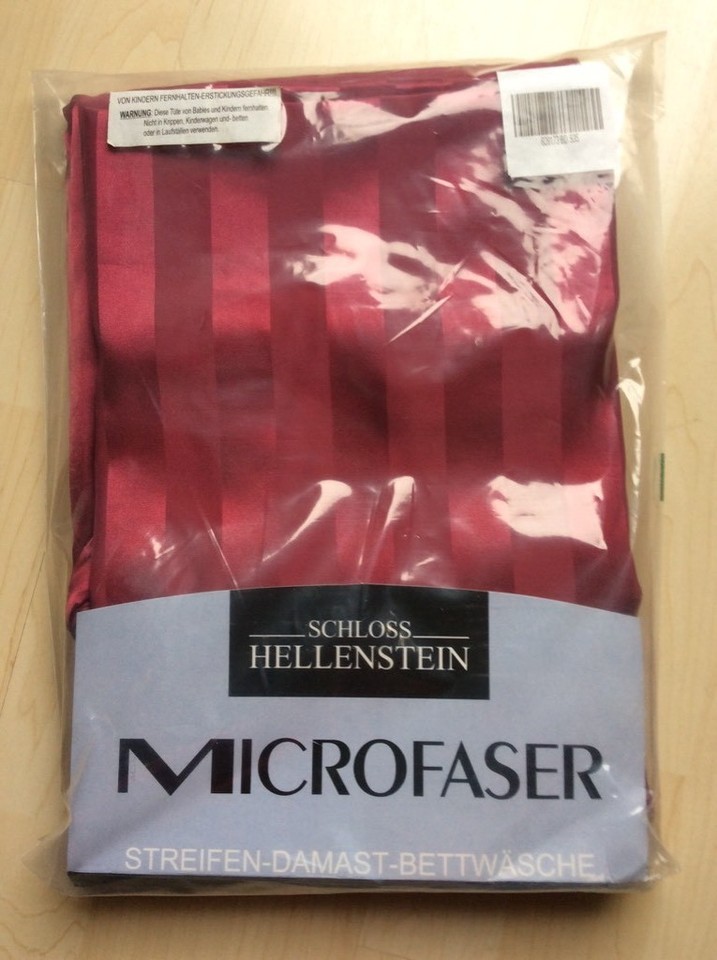 VON KINDERN FERNHALTEN-ERSTICKUNGSGEFAHR!!!
WARNUNG: Diese Tüte von Babies und Kindern fernhalten.
Nicht in Krippen, Kinderwagen und- betten
oder in Laufställen verwenden.
SCHLOSS
HELLENSTEIN
MICROFASER
STREIFEN-DAMAST-BETTWÄSCHE